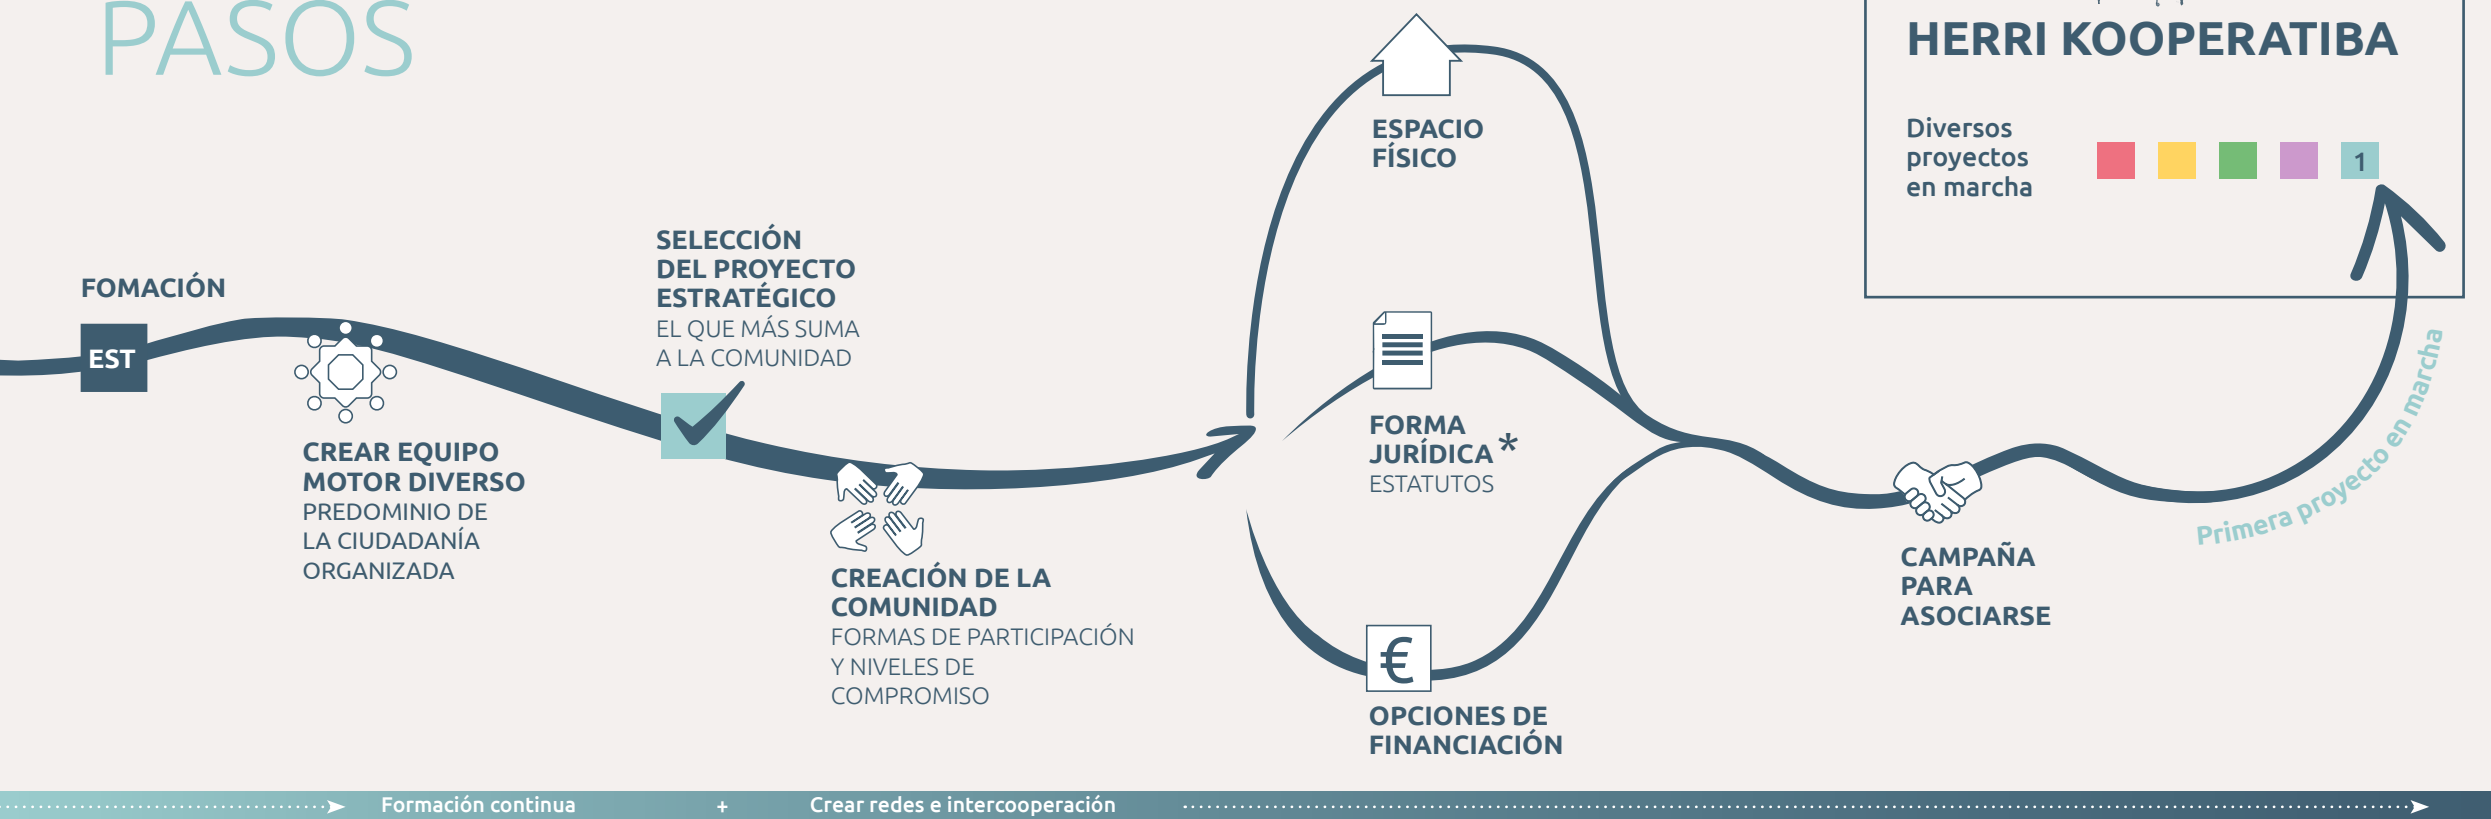 PASOS
FOMACIÓN
EST
CREAR EQUIPO
MOTOR DIVERSO
PREDOMINIO DE
LA CIUDADANÍA
ORGANIZADA
SELECCIÓN
DEL PROYECTO
ESTRATÉGICO
EL QUE MÁS SUMA
A LA COMUNIDAD
CREACIÓN DE LA
COMUNIDAD
FORMAS DE PARTICIPACIÓN
Y NIVELES DE
COMPROMISO
ESPACIO
FÍSICO
FORMA
JURÍDICA*
ESTATUTOS
€
OPCIONES DE
FINANCIACIÓN
CAMPAÑA
PARA
ASOCIARSE
Primera proyecto en marcha
HERRI KOOPERATIBA
Diversos
proyectos
en marcha
1
Formación continua + Crear redes e intercooperación